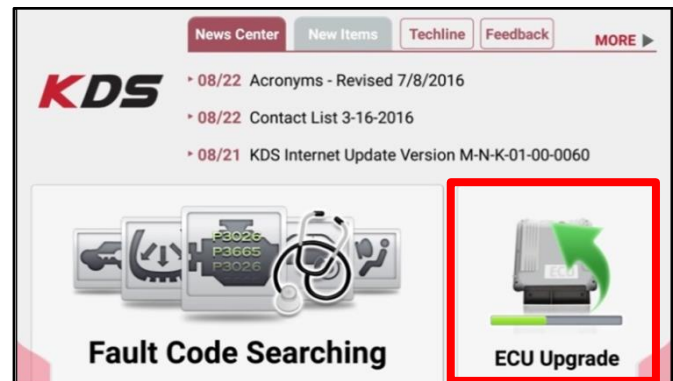 News Center New Items Techline Feedback MORE
KDS
08/22 Acronyms - Revised 7/8/2016
08/22 Contact List 3-16-2016
08/21 KDS Internet Update Version M-N-K-01-00-0060
P3026
P3665
P3026
ECU
Fault Code Searching
ECU Upgrade